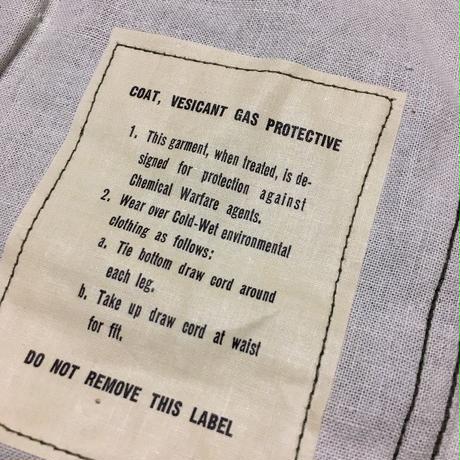 COAT, VESICANT GAS PROTECTIVE
1. This garment, when treated, is de-
signed for protection against
Chemical Warfare agents.
2. Wear over Cold-Wet environmental
clothing as follows:
a. Tie bottom draw cord around
each leg.
b. Take up draw cord at waist
for fit.
DO NOT REMOVE THIS LABEL